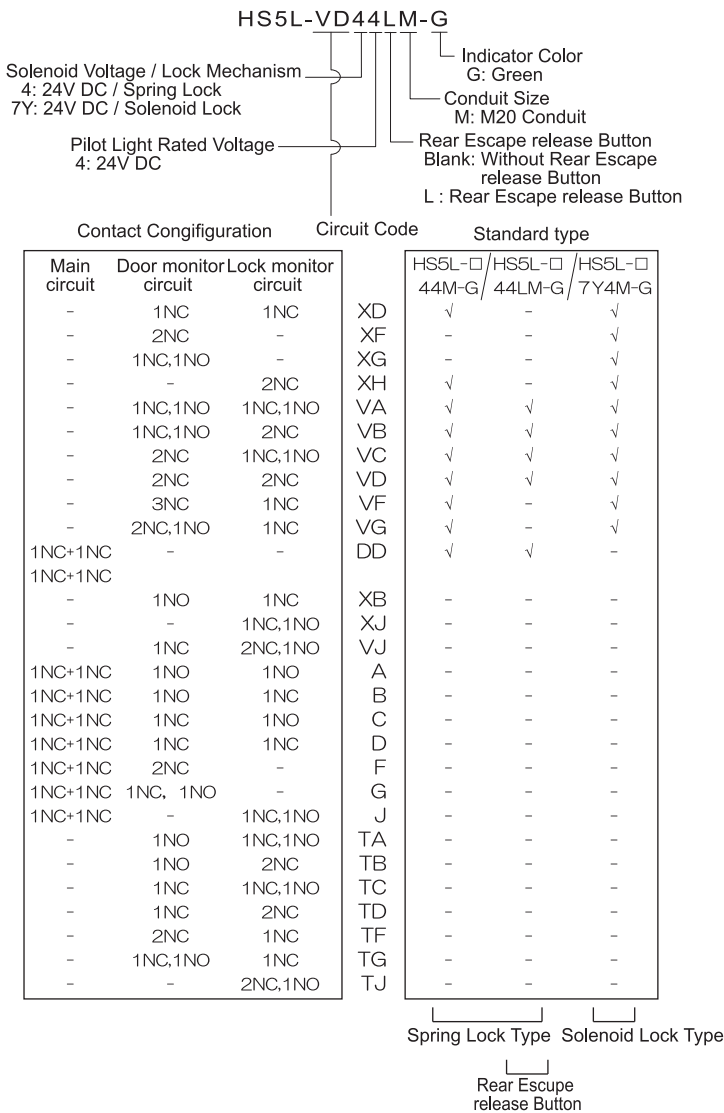 HS5L-VD44LM-G
Indicator Color
G: Green
Solenoid Voltage / Lock Mechanism
4: 24V DC / Spring Lock
7Y: 24V DC / Solenoid Lock
Conduit Size
M: M20 Conduit
Pilot Light Rated Voltage
4: 24V DC
Rear Escape release Button
Blank: Without Rear Escape
release Button
L : Rear Escape release Button
Contact Congifiguration
Circuit Code
Standard type
Main circuit Door monitor circuit Lock monitor circuit HS5L-□ 44M-G / HS5L-□ 44LM-G / HS5L-□ 7Y4M-G
- 1NC 1NC XD √ - √
- 2NC - XF - - √
- 1NC,1NO - XG - - √
- - 2NC XH √ - √
- 1NC,1NO 1NC,1NO VA √ √ √
- 1NC,1NO 2NC VB √ √ √
- 2NC 1NC,1NO VC √ √ √
- 2NC 2NC VD √ √ √
- 3NC 1NC VF √ - √
- 2NC,1NO 1NC VG √ - √
1NC+1NC - - DD √ √ -
1NC+1NC
- 1NO 1NC XB - - -
- - 1NC,1NO XJ - - -
- 1NC 2NC,1NO VJ - - -
1NC+1NC 1NO 1NO A - - -
1NC+1NC 1NO 1NC B - - -
1NC+1NC 1NC 1NO C - - -
1NC+1NC 1NC 1NC D - - -
1NC+1NC 2NC - F - - -
1NC+1NC 1NC, 1NO - G - - -
1NC+1NC - 1NC,1NO J - - -
- 1NO 1NC,1NO TA - - -
- 1NO 2NC TB - - -
- 1NC 1NC,1NO TC - - -
- 1NC 2NC TD - - -
- 2NC 1NC TF - - -
- 1NC,1NO 1NC TG - - -
- - 2NC,1NO TJ - - -
Spring Lock Type Solenoid Lock Type
Rear Escupe
release Button